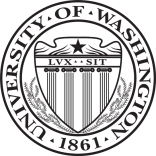 UNIVERSITY · OF · WASHINGTON
LVX · SIT
· 1861 ·